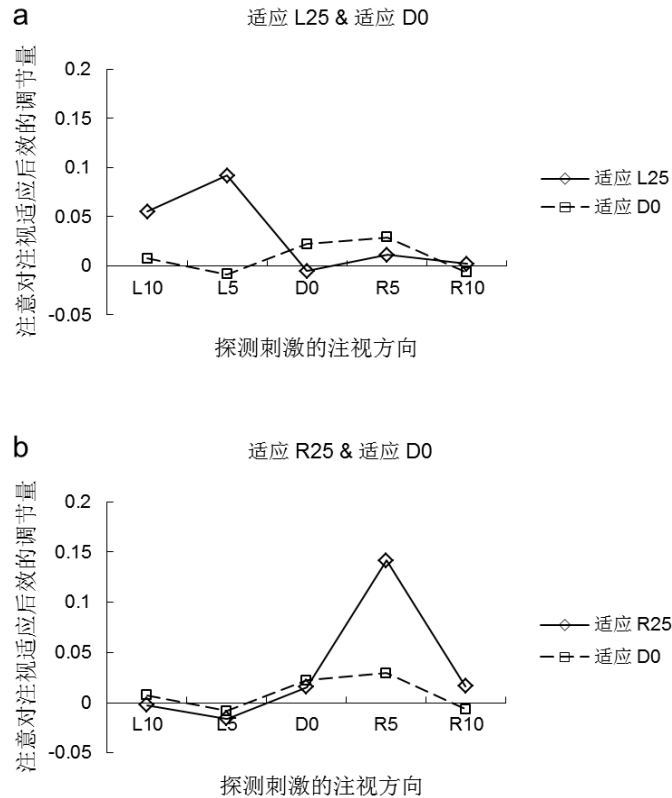 a
适应 L25 & 适应 D0
注意对注视适应后效的调节量
0.2
0.15
0.1
0.05
0
-0.05
L10 L5 D0 R5 R10
探测刺激的注视方向
适应 L25
适应 D0
b
适应 R25 & 适应 D0
注意对注视适应后效的调节量
0.2
0.15
0.1
0.05
0
-0.05
L10 L5 D0 R5 R10
探测刺激的注视方向
适应 R25
适应 D0